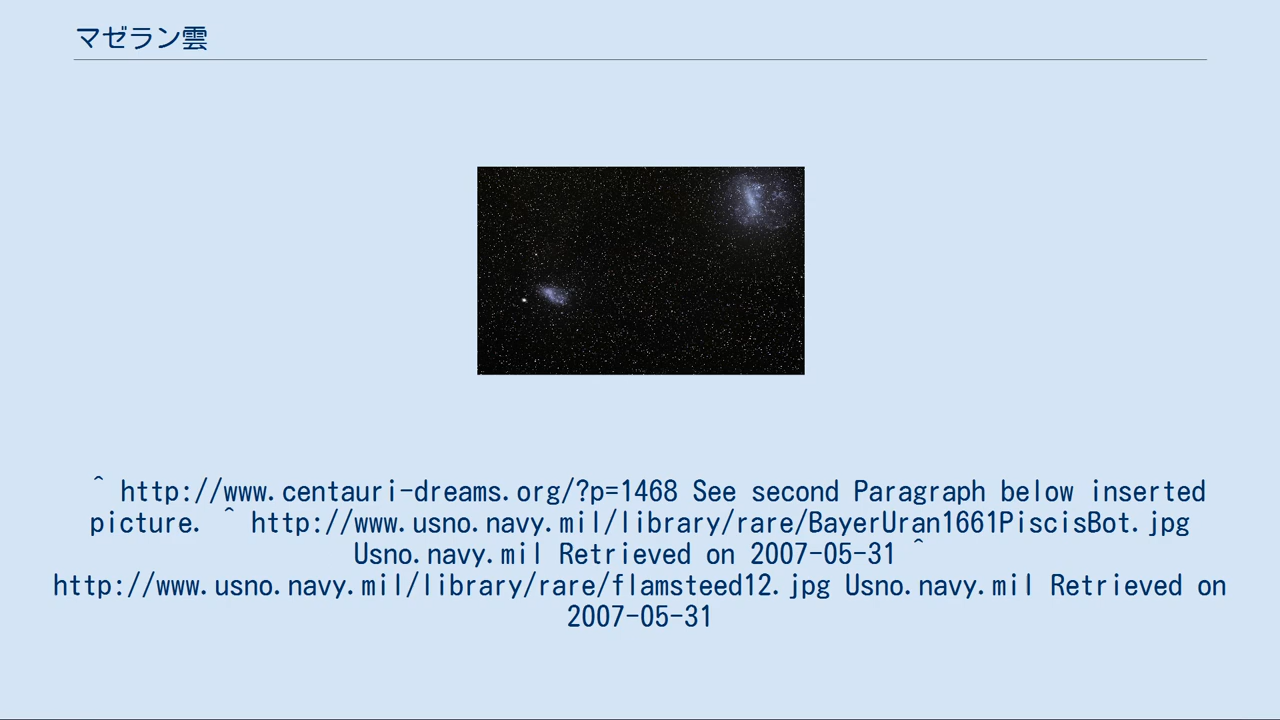 マゼラン雲
^ http://www.centauri-dreams.org/?p=1468 See second Paragraph below inserted
picture. ^ http://www.usno.navy.mil/library/rare/BayerUran1661PiscisBot.jpg
Usno.navy.mil Retrieved on 2007-05-31 ^
http://www.usno.navy.mil/library/rare/flamsteed12.jpg Usno.navy.mil Retrieved on
2007-05-31